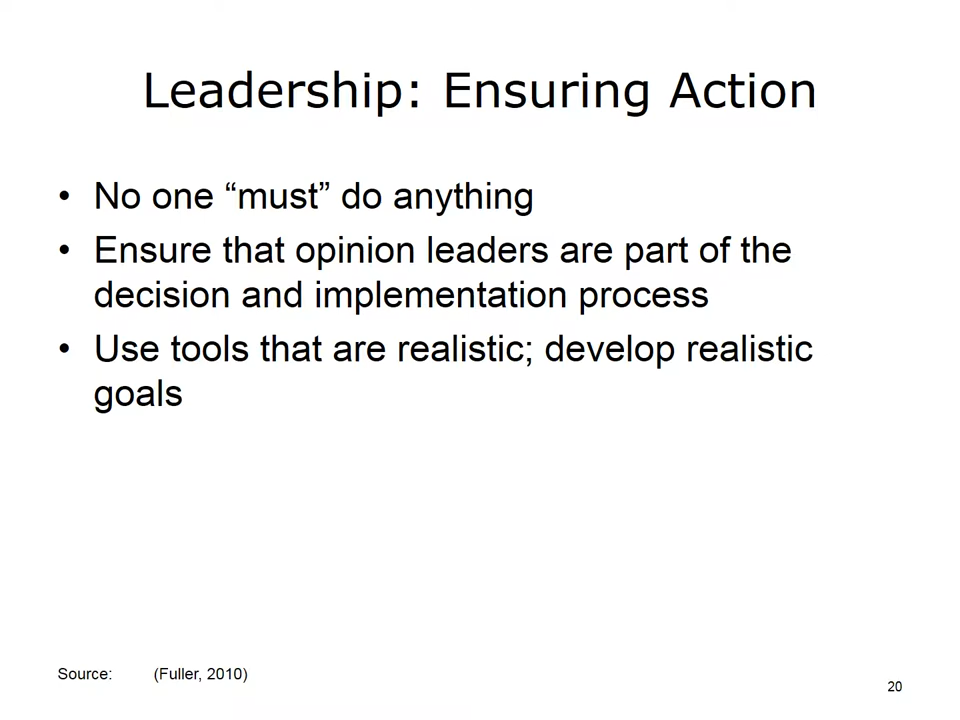 Leadership: Ensuring Action
• No one “must” do anything
• Ensure that opinion leaders are part of the
decision and implementation process
• Use tools that are realistic; develop realistic
goals
Source: (Fuller, 2010)
20